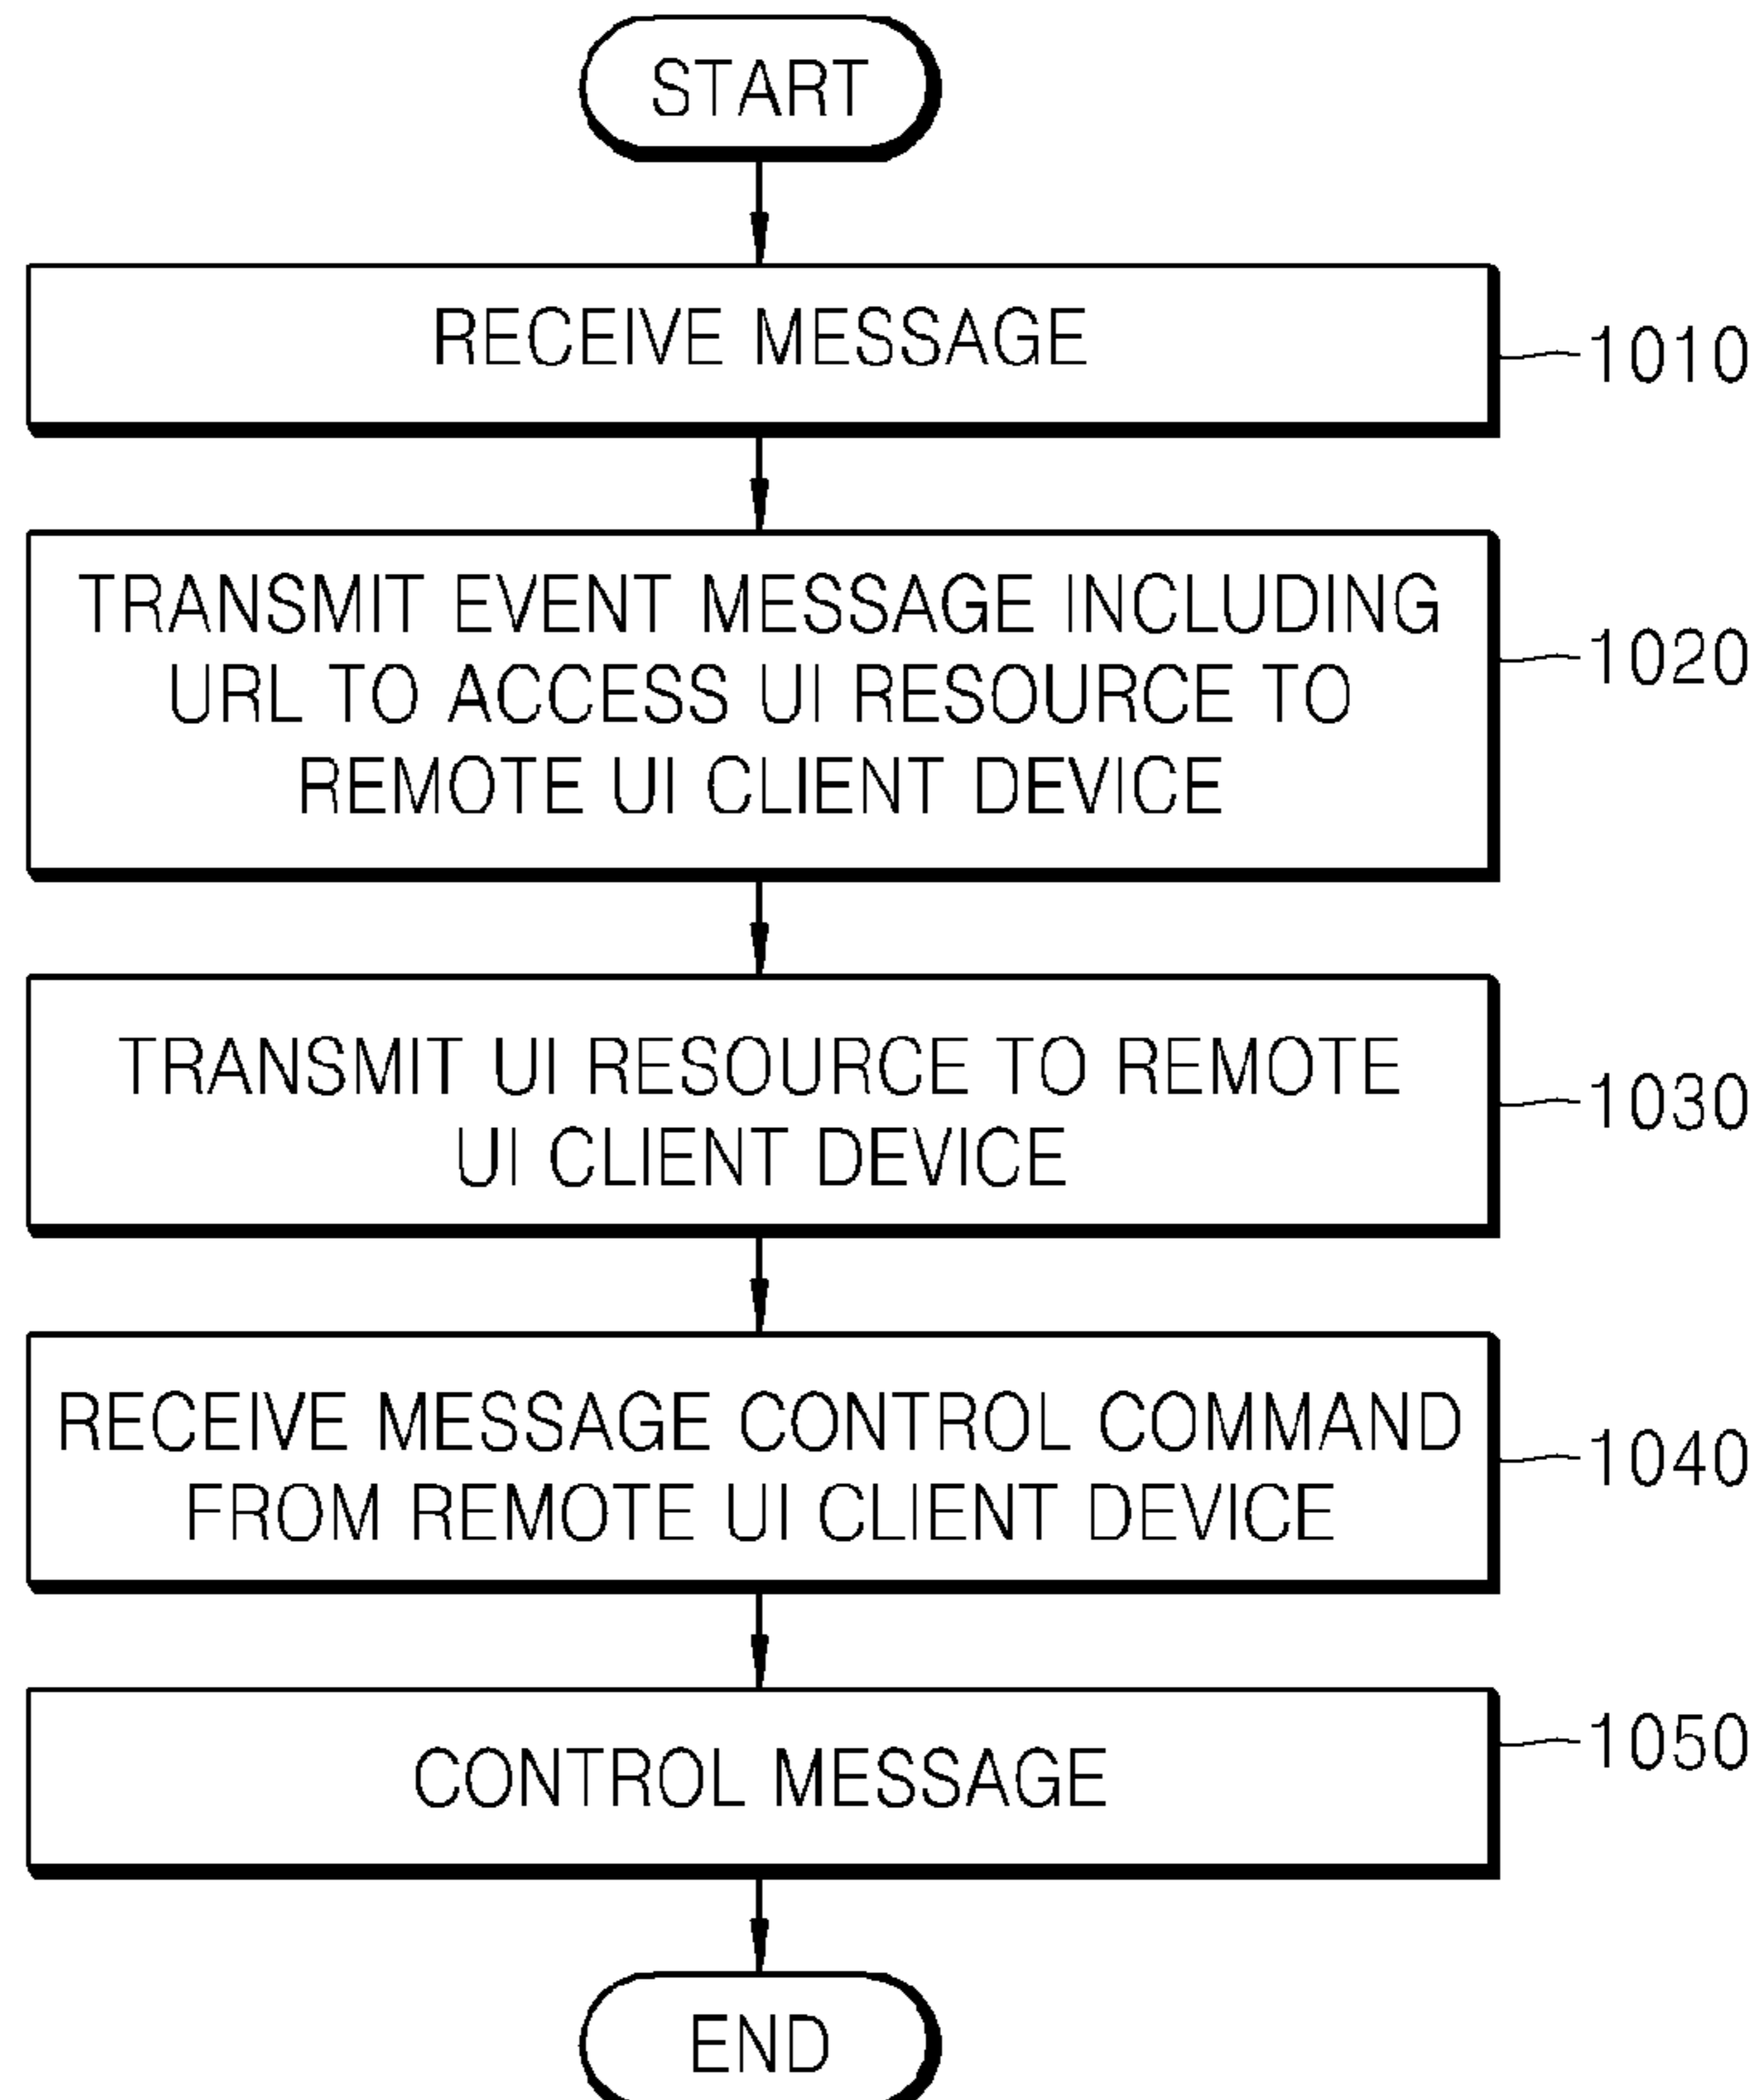 START
RECEIVE MESSAGE
1010
TRANSMIT EVENT MESSAGE INCLUDING
URL TO ACCESS UI RESOURCE TO
REMOTE UI CLIENT DEVICE
1020
TRANSMIT UI RESOURCE TO REMOTE
UI CLIENT DEVICE
1030
RECEIVE MESSAGE CONTROL COMMAND
FROM REMOTE UI CLIENT DEVICE
1040
CONTROL MESSAGE
1050
END